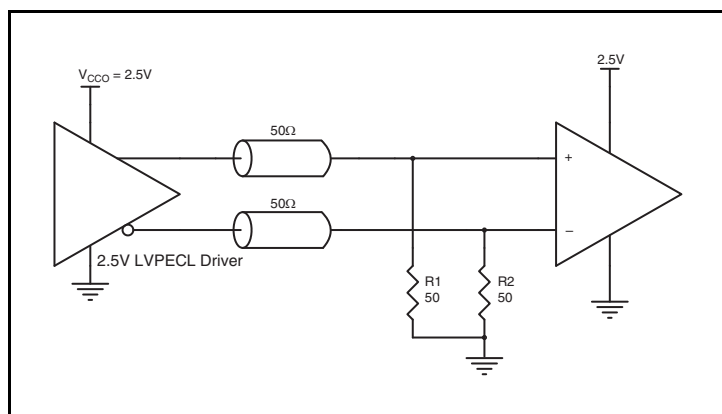 V_CCO = 2.5V
2.5V
50Ω
50Ω
+
–
2.5V LVPECL Driver
R1
50
R2
50